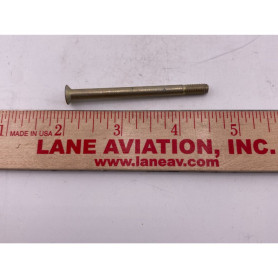 1 2 3 4 5
MADE IN USA
LANE AVIATION, INC.
www.laneav.com